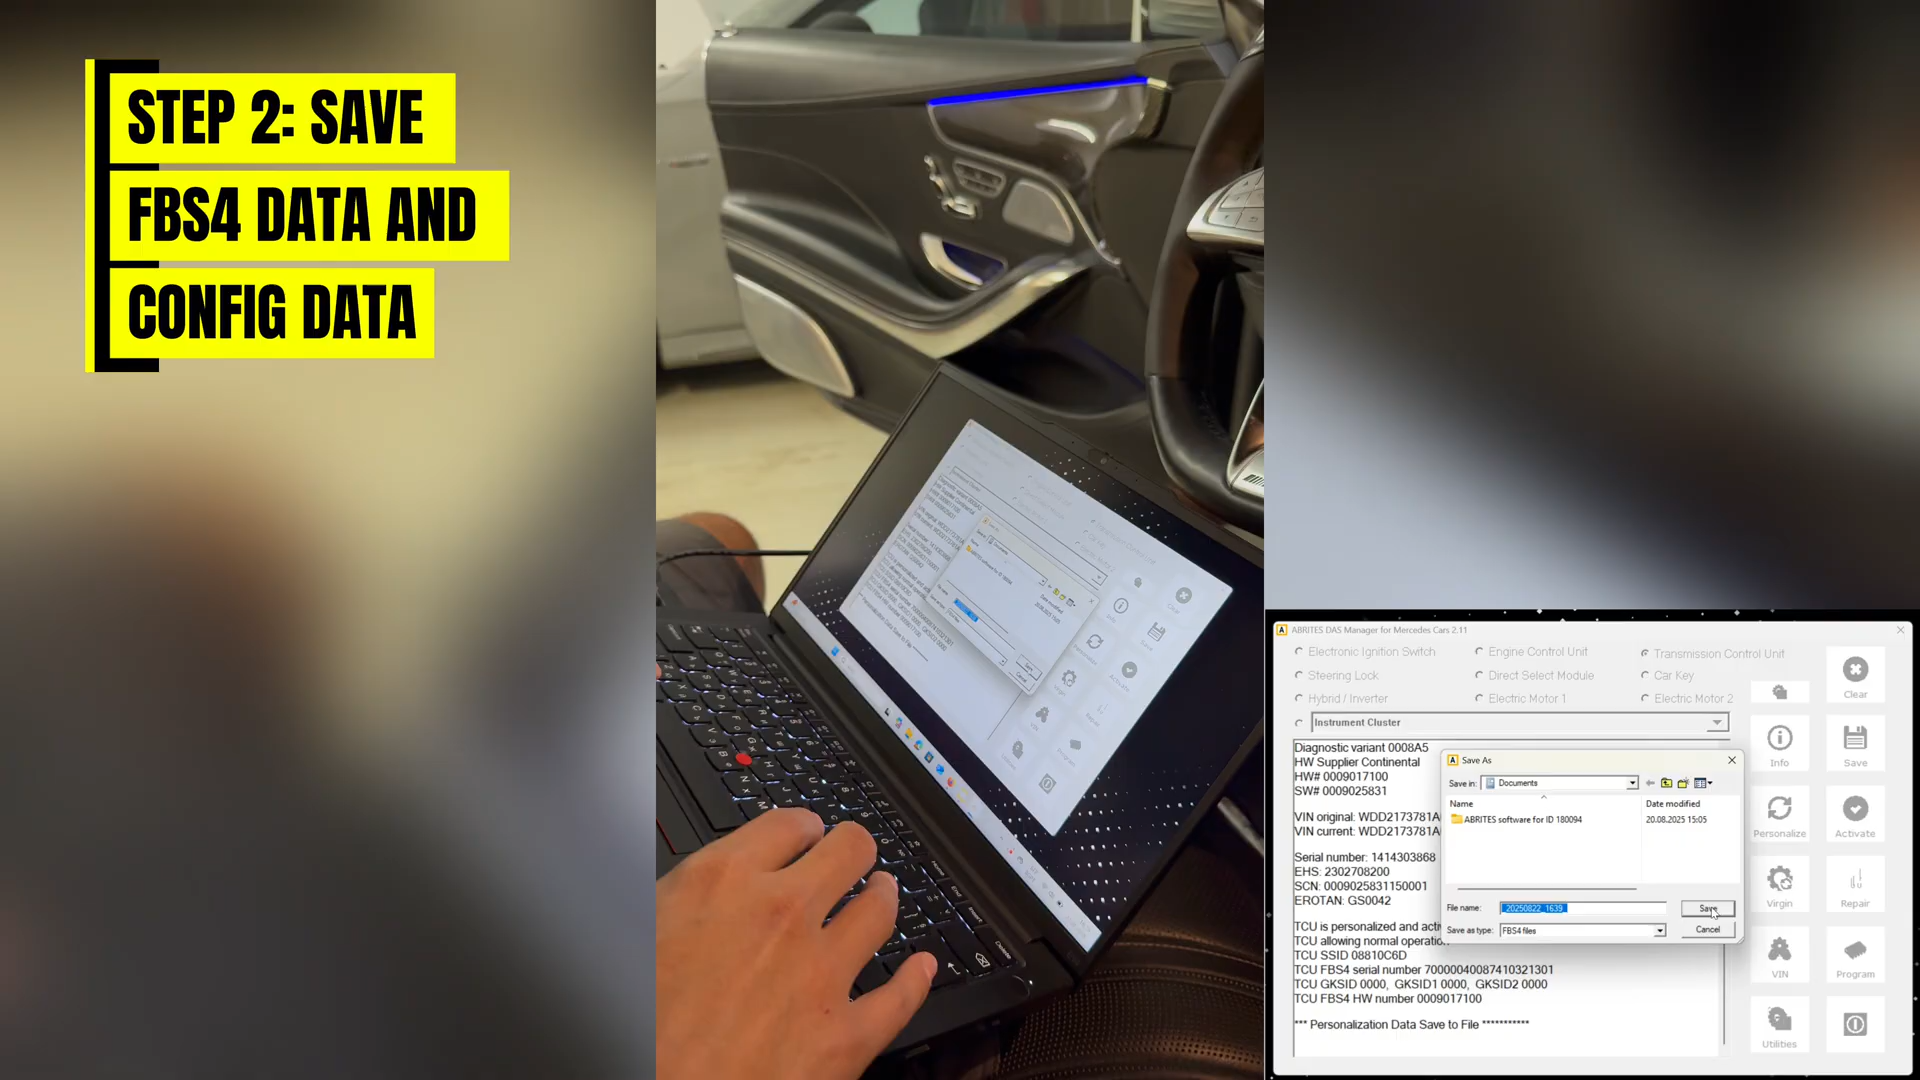 STEP 2: SAVE
FBS4 DATA AND
CONFIG DATA
ABRITES DAS Manager for Mercedes Cars 2.11
Electronic Ignition Switch
Engine Control Unit
Transmission Control Unit
Steering Lock
Direct Select Module
Car Key
Hybrid / Inverter
Electric Motor 1
Electric Motor 2
Instrument Cluster
Clear
Info
Save
Personalize
Activate
Virgin
Repair
VIN
Program
Utilities
Diagnostic variant 0008A5
HW Supplier Continental
HW# 0009017100
SW# 0009025831
VIN original: WDD2173781A
VIN current: WDD2173781A
Serial number: 1414303868
EHS: 2302708200
SCN: 0009025831150001
EROTAN: GS0042
TCU is personalized and acti
TCU allowing normal operatio
TCU SSID 08810C6D
TCU FBS4 serial number 70000040087410321301
TCU GKSID 0000, GKSID1 0000, GKSID2 0000
TCU FBS4 HW number 0009017100
*** Personalization Data Save to File ***********
Save As
Save in:
Documents
Name
Date modified
ABRITES software for ID 180094
20.08.2025 15:05
File name:
_20250822_1639_
Save
Save as type:
FBS4 files
Cancel